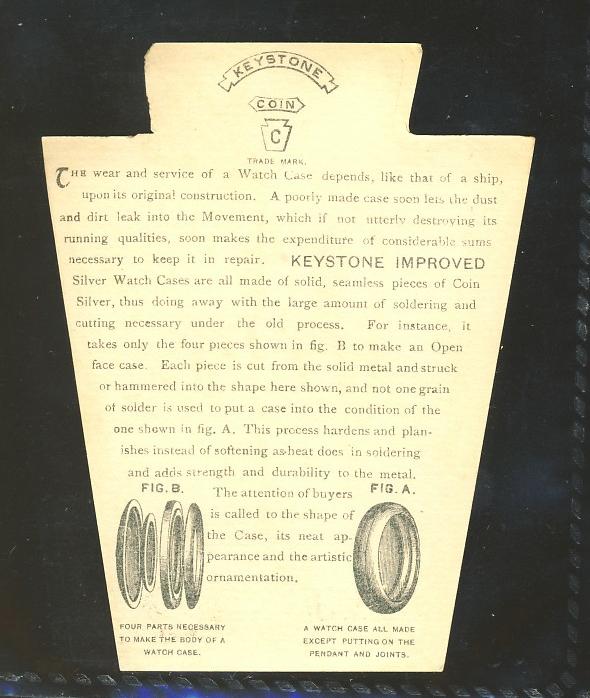 KEYSTONE
COIN
C
TRADE MARK.
THE wear and service of a Watch Case depends, like that of a ship,
upon its original construction. A poorly made case soon lets the dust
and dirt leak into the Movement, which if not utterly destroying its
running qualities, soon makes the expenditure of considerable sums
necessary to keep it in repair. KEYSTONE IMPROVED
Silver Watch Cases are all made of solid, seamless pieces of Coin
Silver, thus doing away with the large amount of soldering and
cutting necessary under the old process. For instance, it
takes only the four pieces shown in fig. B to make an Open
face case. Each piece is cut from the solid metal and struck
or hammered into the shape here shown, and not one grain
of solder is used to put a case into the condition of the
one shown in fig. A. This process hardens and plan-
ishes instead of softening as heat does in soldering
and adds strength and durability to the metal.
FIG. B.
The attention of buyers
is called to the shape of
the Case, its neat ap-
pearance and the artistic
ornamentation.
FIG. A.
FOUR PARTS NECESSARY
TO MAKE THE BODY OF A
WATCH CASE.
A WATCH CASE ALL MADE
EXCEPT PUTTING ON THE
PENDANT AND JOINTS.